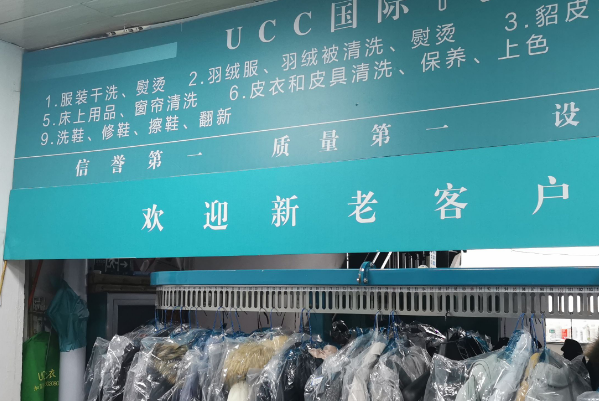 UCC国际
1.服装干洗、熨烫 2.羽绒服、羽绒被清洗、熨烫 3.貂皮
5.床上用品、窗帘清洗 6.皮衣和皮具清洗、保养、上色
9.洗鞋、修鞋、擦鞋、翻新
信誉第一 质量第一 设
欢迎新老客户